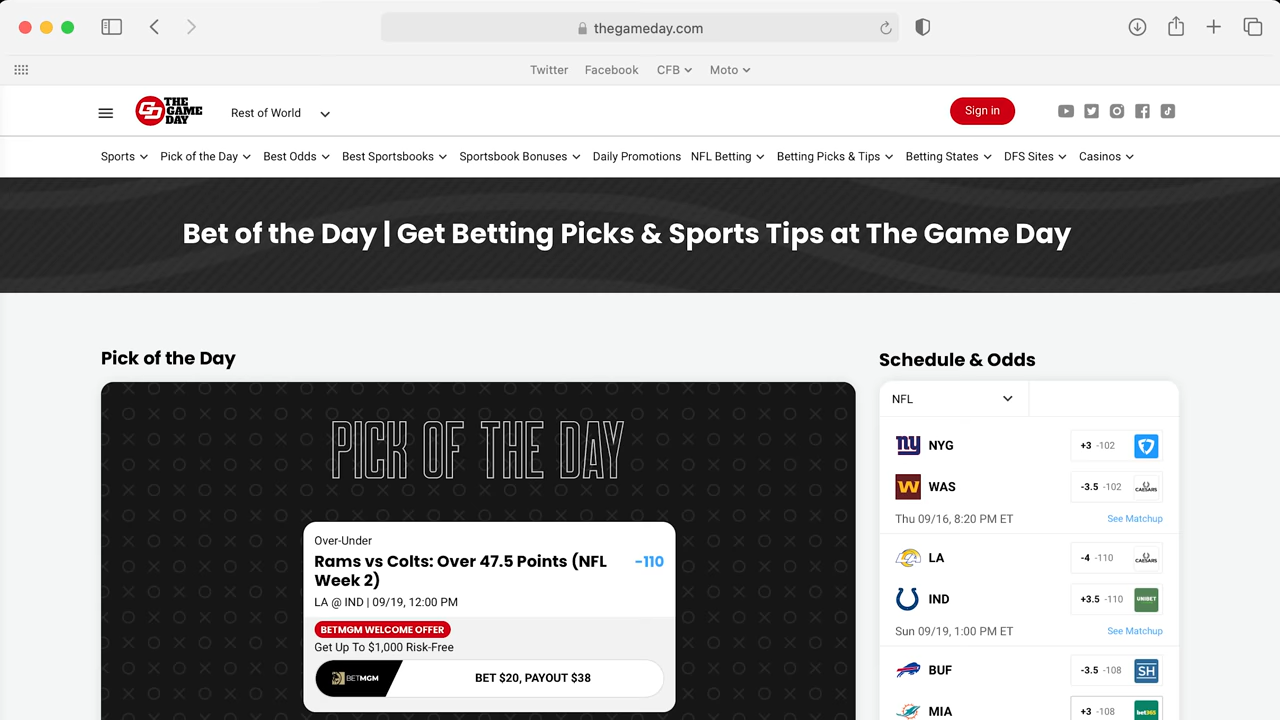 thegameday.com
Twitter Facebook CFB Moto
THE GAME DAY
Rest of World
Sign in
Sports Pick of the Day Best Odds Best Sportsbooks Sportsbook Bonuses Daily Promotions NFL Betting Betting Picks & Tips Betting States DFS Sites Casinos
Bet of the Day | Get Betting Picks & Sports Tips at The Game Day
Pick of the Day
PICK OF THE DAY
Over-Under
Rams vs Colts: Over 47.5 Points (NFL -110
Week 2)
LA @ IND | 09/19, 12:00 PM
BETMGM WELCOME OFFER
Get Up To $1,000 Risk-Free
BETMGM BET $20, PAYOUT $38
Schedule & Odds
NFL
ny NYG +3 -102
W WAS -3.5 -102 CAESARS
Thu 09/16, 8:20 PM ET See Matchup
LA -4 -110 CAESARS
IND +3.5 -110 UNIBET
Sun 09/19, 1:00 PM ET See Matchup
BUF -3.5 -108 SH
MIA +3 -108 bet365